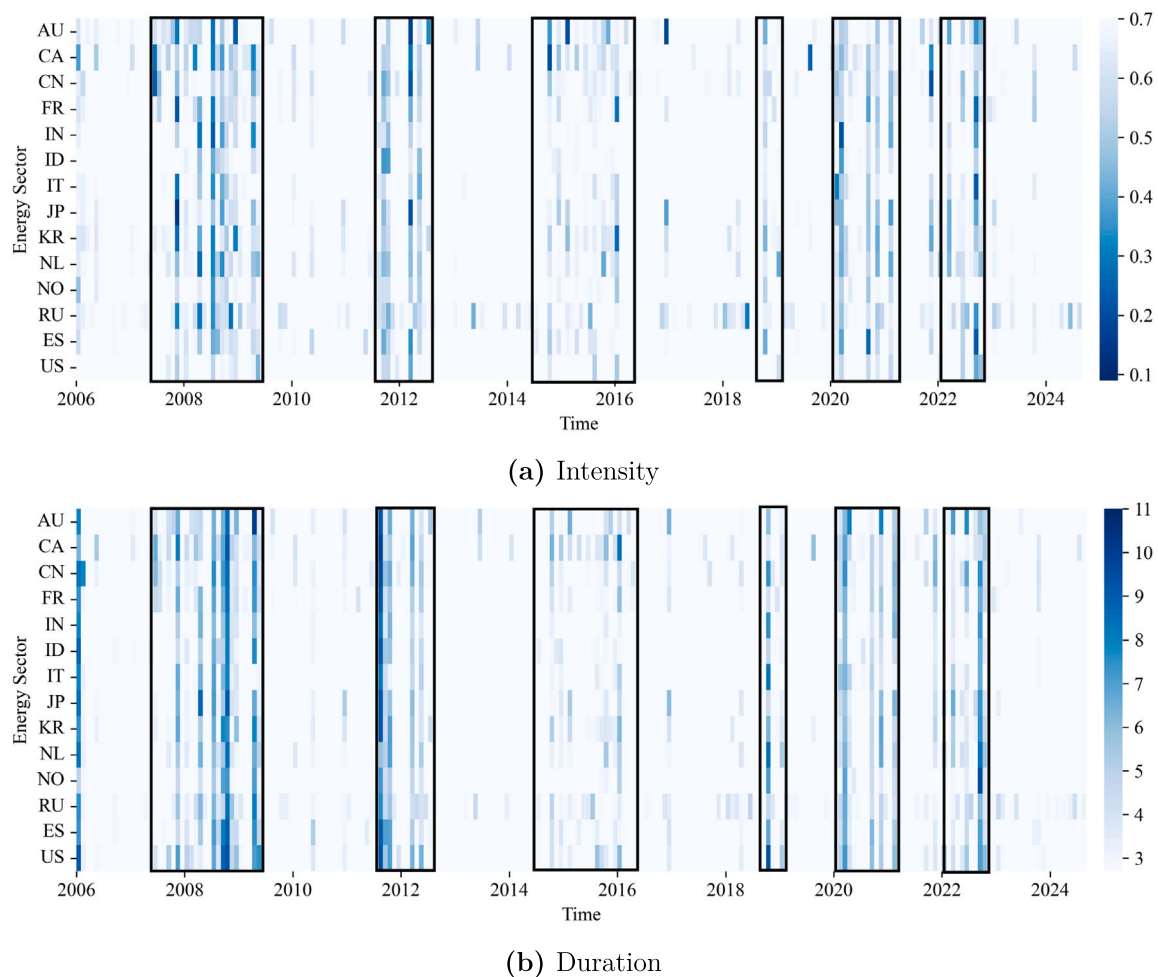 Energy Sector
AU
CA
CN
FR
IN
ID
IT
JP
KR
NL
NO
RU
ES
US
0.7
0.6
0.5
0.4
0.3
0.2
0.1
2006 2008 2010 2012 2014 2016 2018 2020 2022 2024
Time
(a) Intensity
Energy Sector
AU
CA
CN
FR
IN
ID
IT
JP
KR
NL
NO
RU
ES
US
11
10
9
8
7
6
5
4
3
2006 2008 2010 2012 2014 2016 2018 2020 2022 2024
Time
(b) Duration